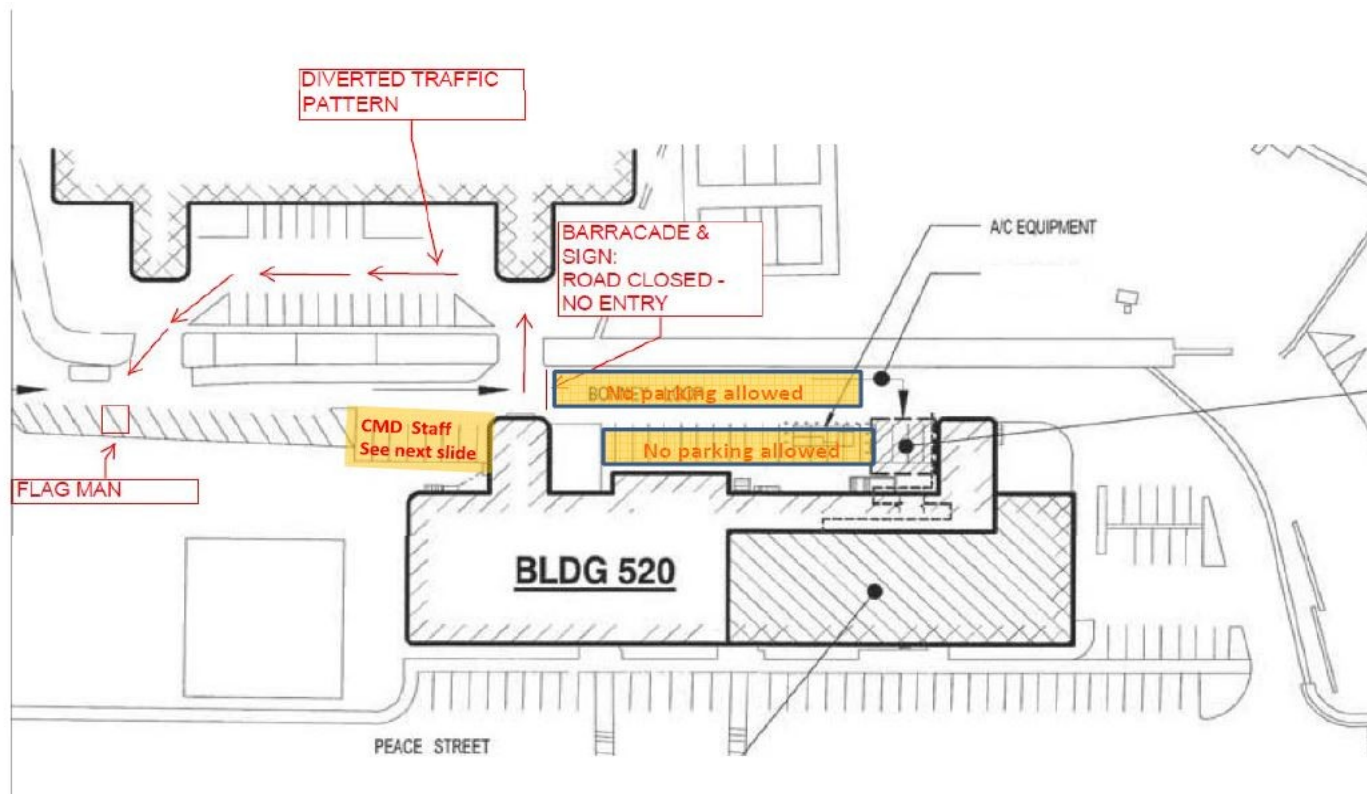 DIVERTED TRAFFIC
PATTERN
BARRACADE &
SIGN:
ROAD CLOSED -
NO ENTRY
A/C EQUIPMENT
No parking allowed
CMD Staff
See next slide
No parking allowed
FLAG MAN
BLDG 520
PEACE STREET